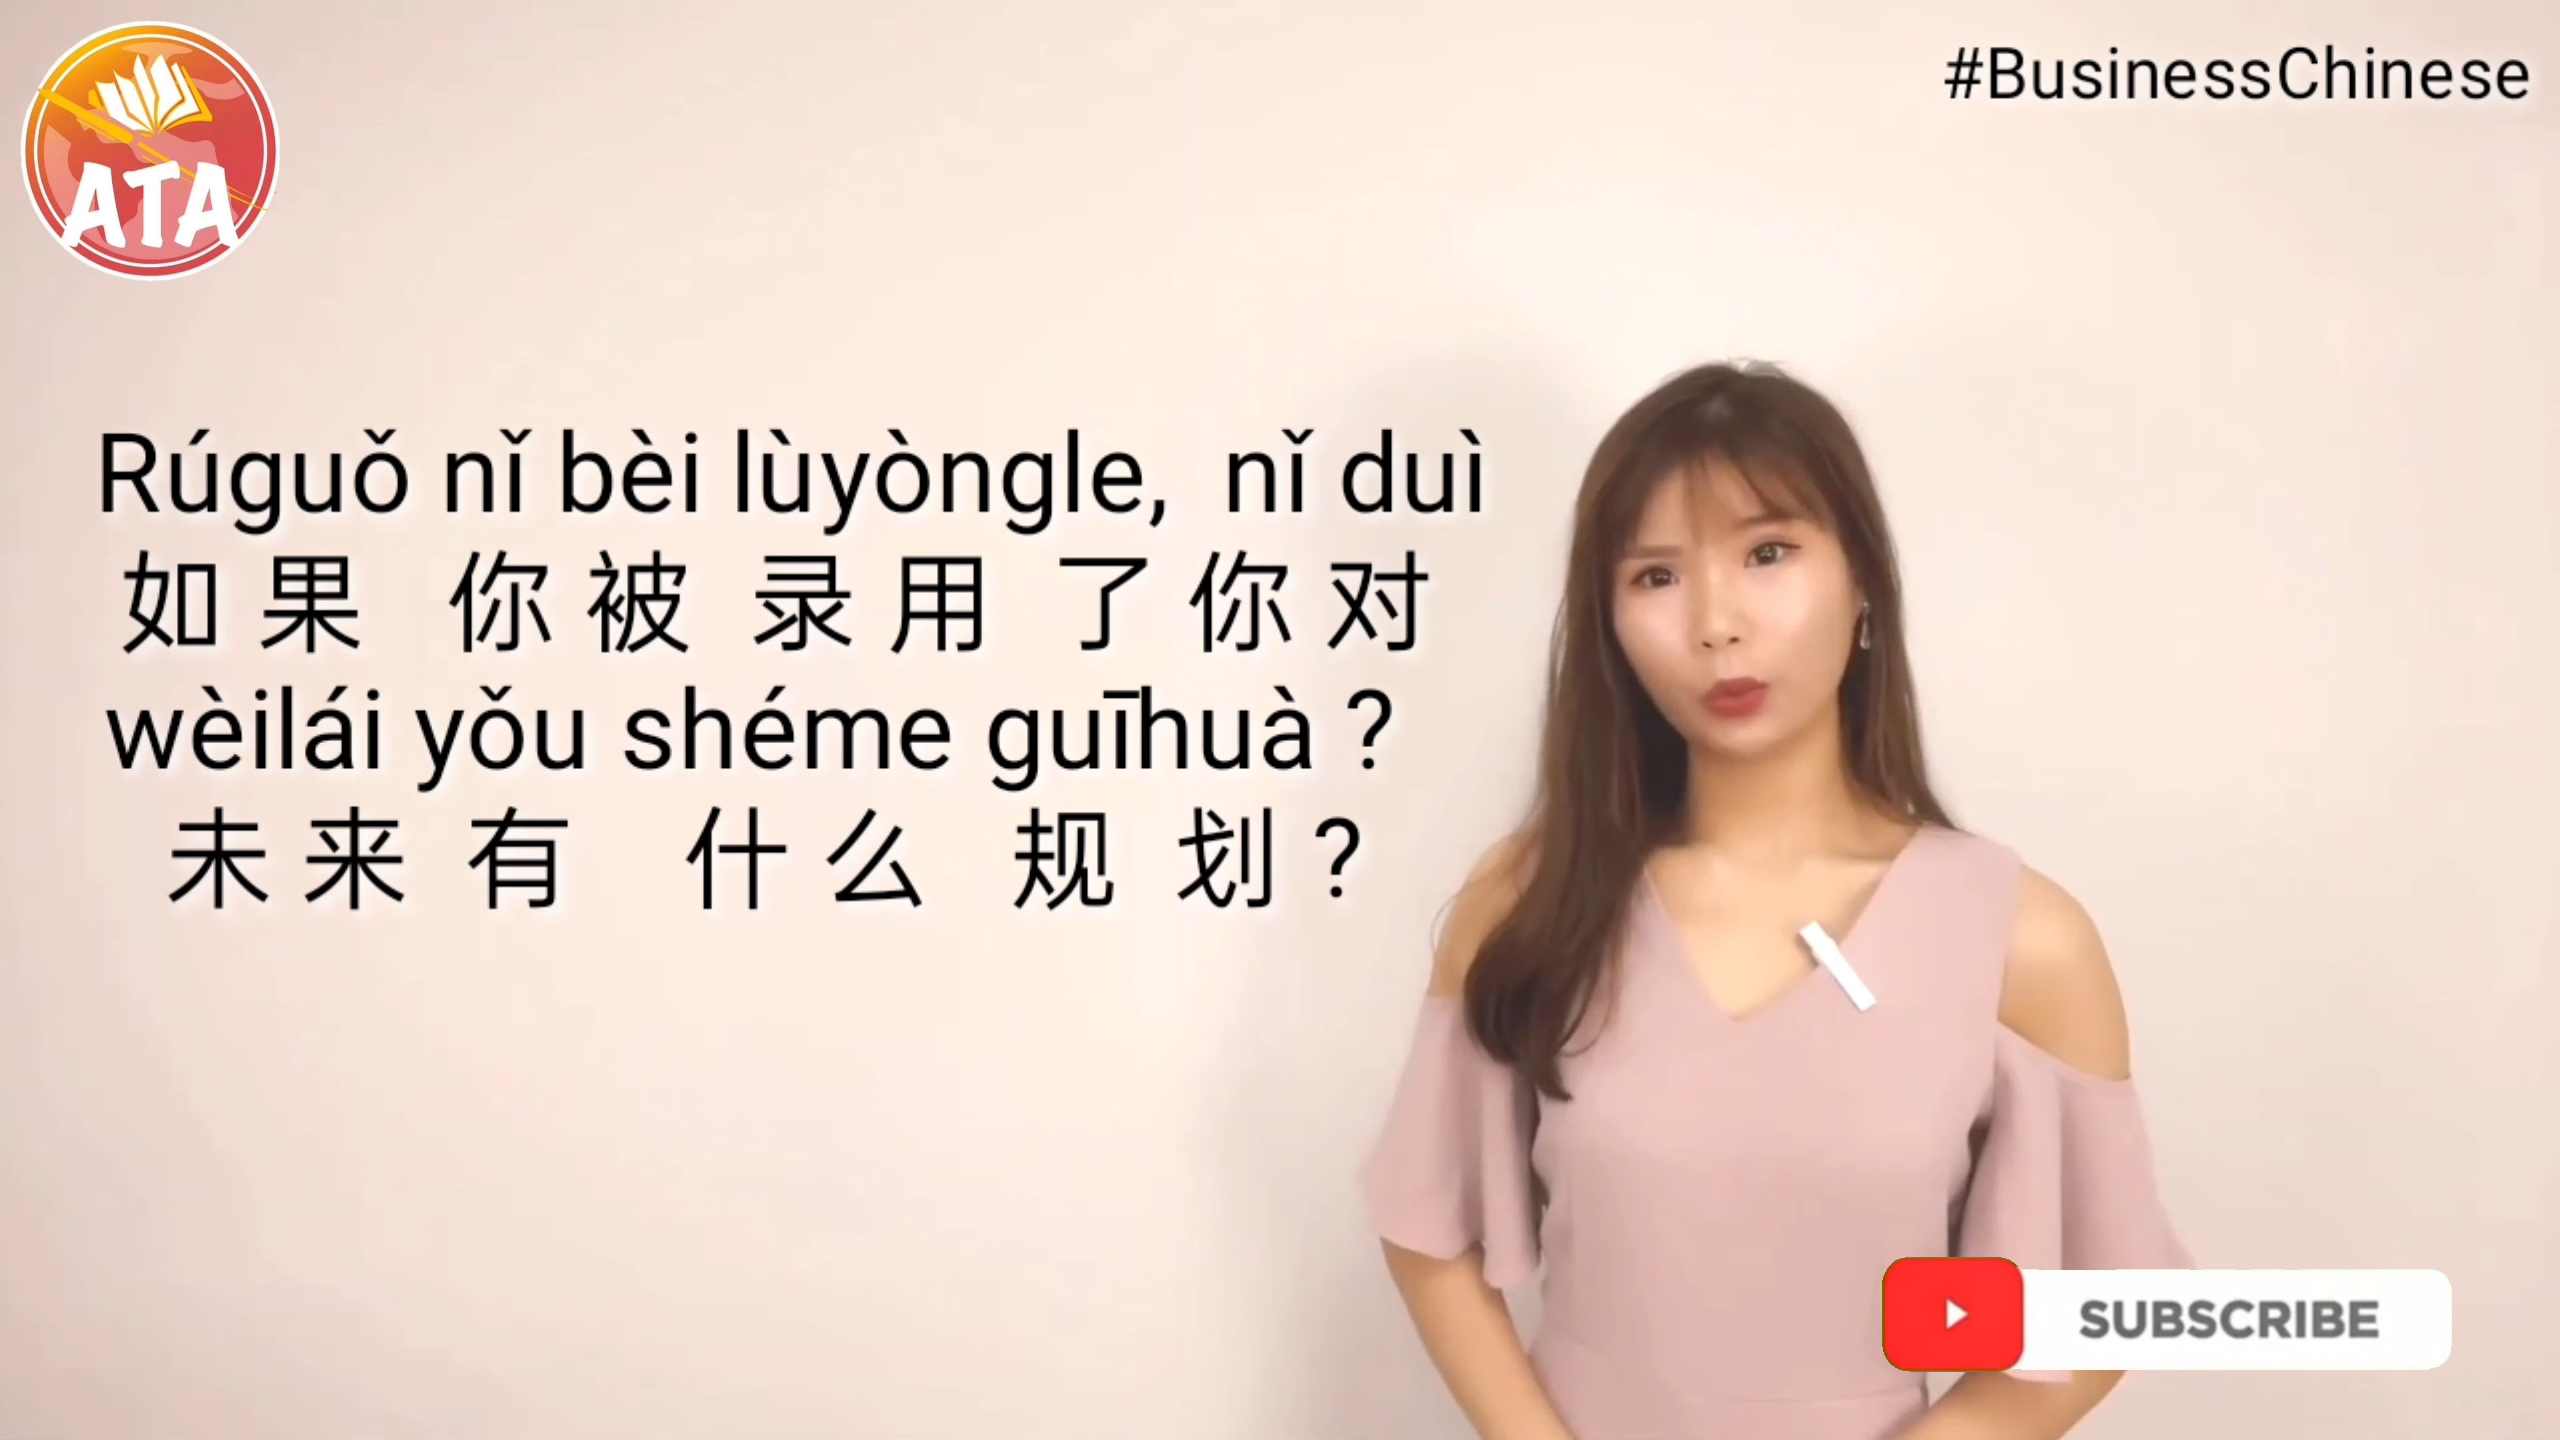 ATA
#BusinessChinese
Rúguǒ nǐ bèi lùyòngle, nǐ duì
如果 你被 录用 了你对
wèilái yǒu shéme guīhuà ?
未来 有 什么 规 划 ?
SUBSCRIBE